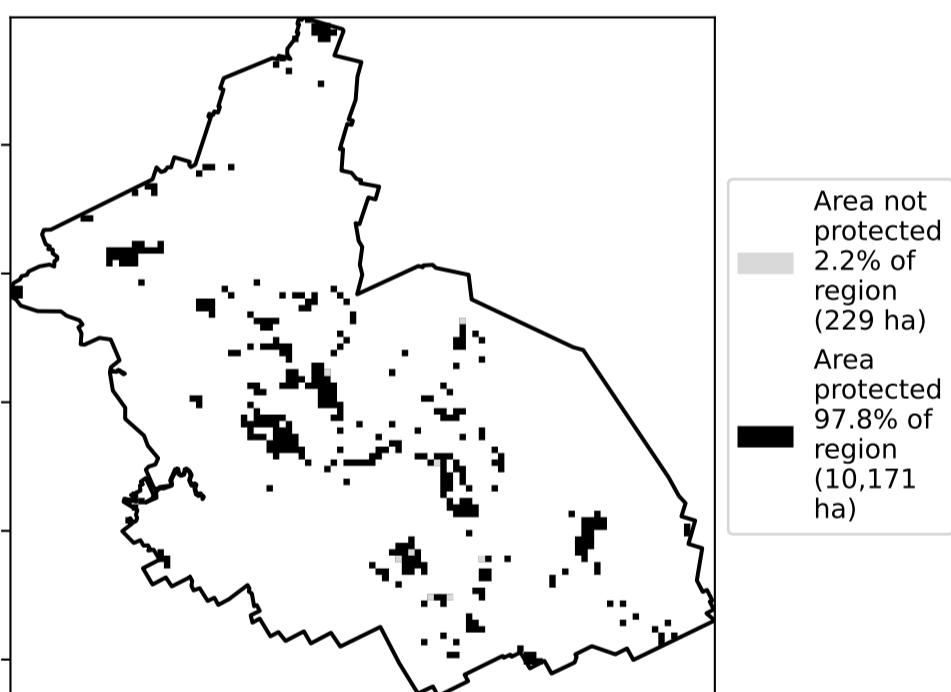 Area not
protected
2.2% of
region
(229 ha)
Area
protected
97.8% of
region
(10,171
ha)